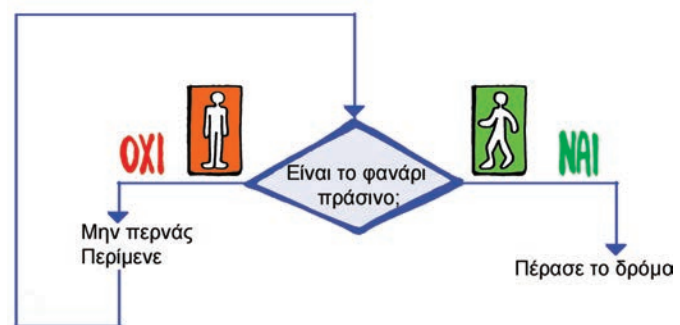 ΟΧΙ
ΝΑΙ
Είναι το φανάρι
πράσινο;
Μην περνάς
Περίμενε
Πέρασε το δρόμο